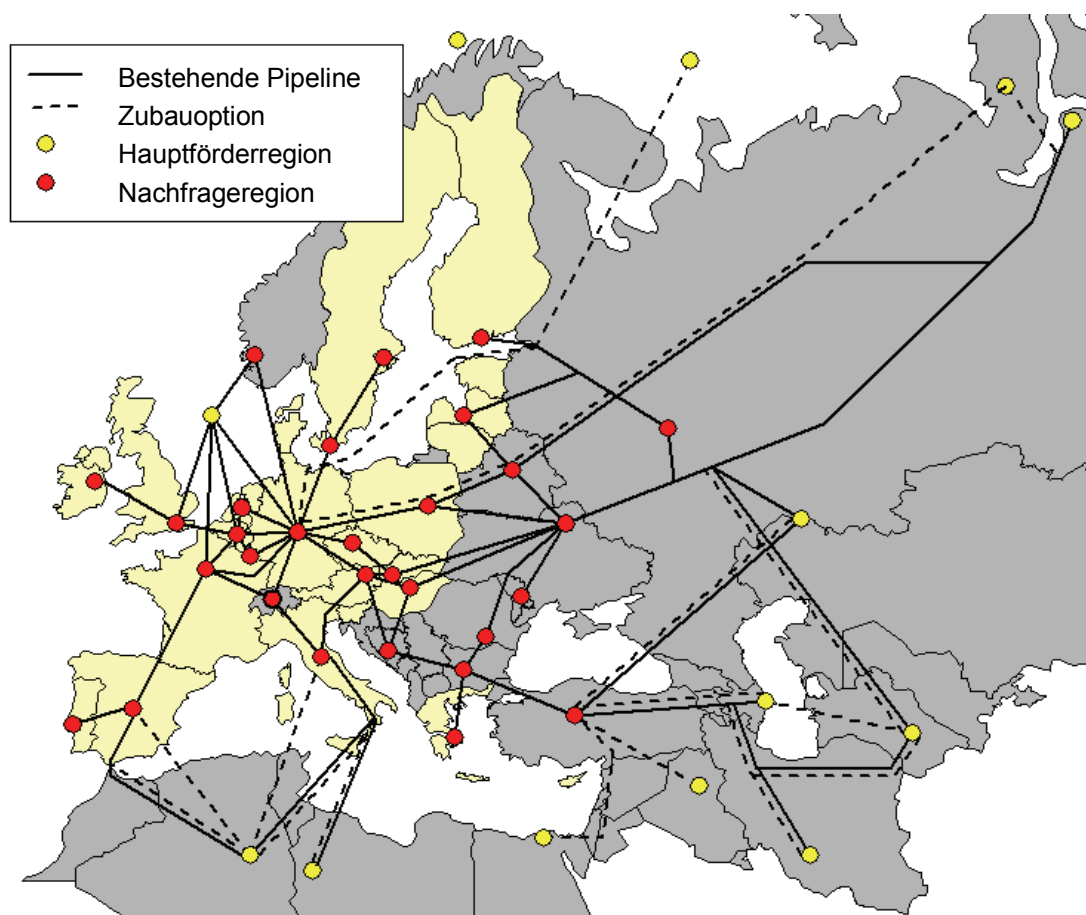 Bestehende Pipeline
Zubauoption
Hauptförderregion
Nachfrageregion